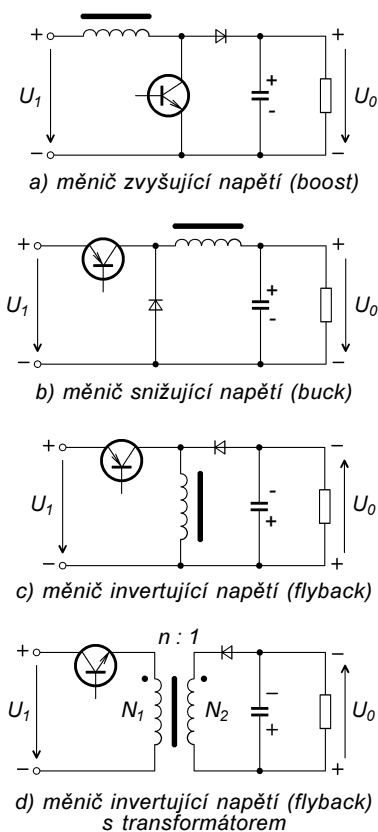 + +
U1 + - U0
− −
a) měnič zvyšující napětí (boost)
+ +
U1 + - U0
− −
b) měnič snižující napětí (buck)
+ −
U1 - + U0
− +
c) měnič invertující napětí (flyback)
n : 1
+ −
U1 N1 N2 − + U0
− +
d) měnič invertující napětí (flyback)
s transformátorem